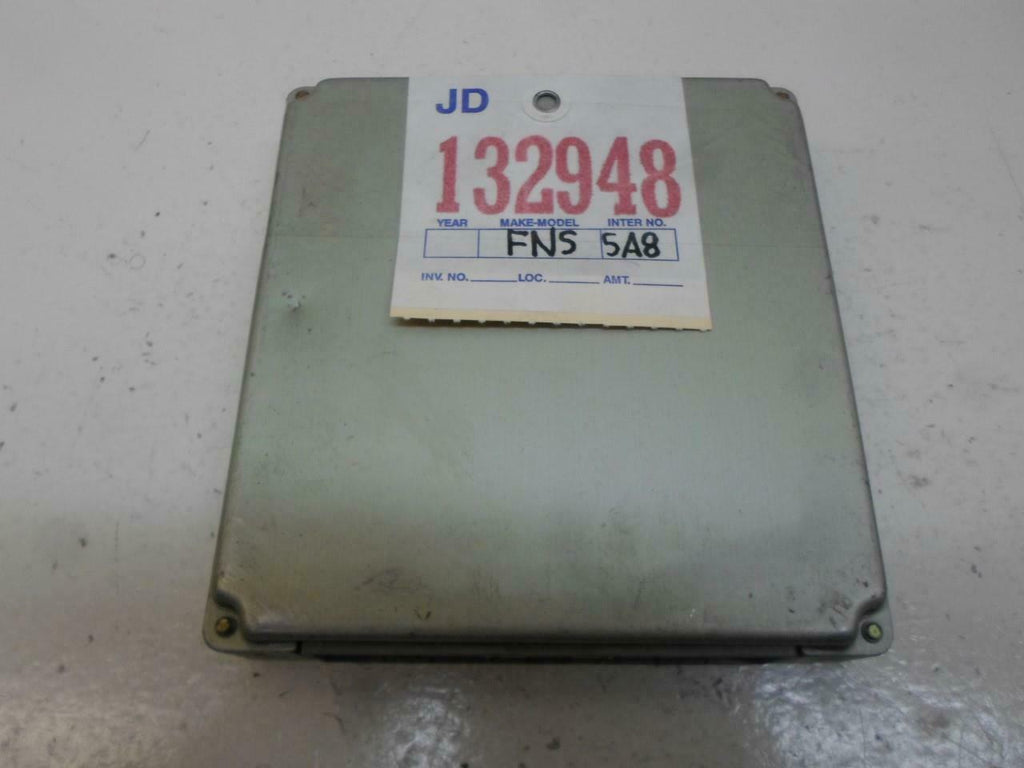 JD
132948
YEAR MAKE-MODEL INTER NO.
FNS 5A8
INV. NO. LOC. AMT.